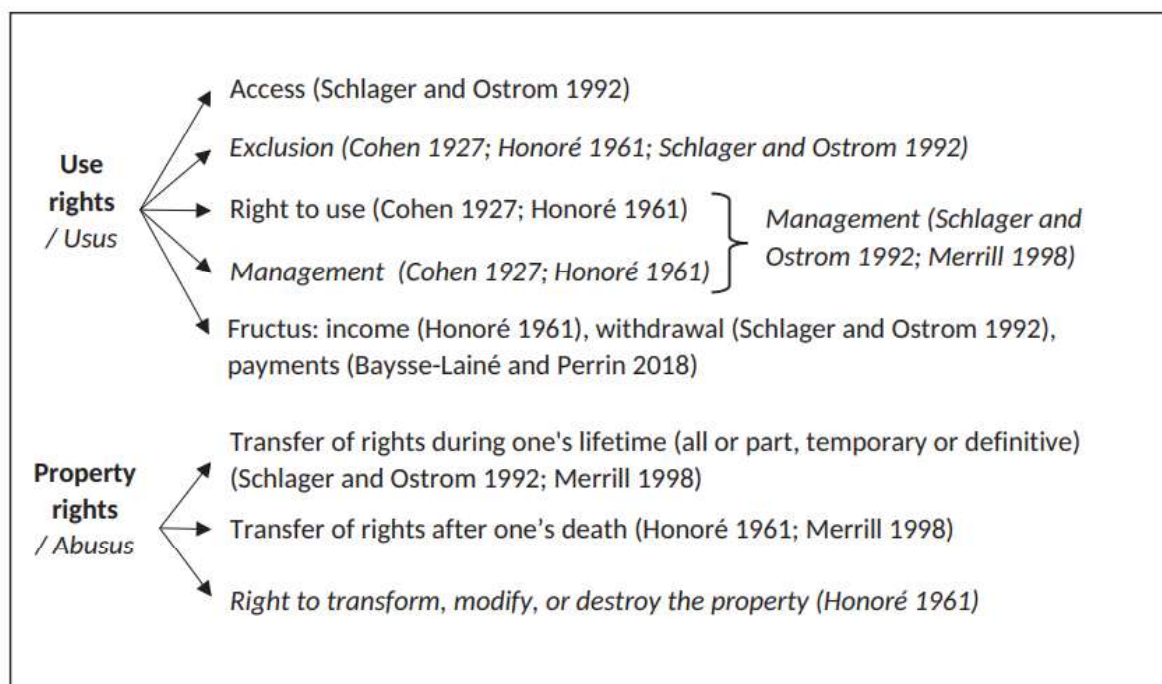 Access (Schlager and Ostrom 1992)
Exclusion (Cohen 1927; Honoré 1961; Schlager and Ostrom 1992)
Use
rights
/ Usus
Right to use (Cohen 1927; Honoré 1961)
Management (Cohen 1927; Honoré 1961)
Management (Schlager and
Ostrom 1992; Merrill 1998)
Fructus: income (Honoré 1961), withdrawal (Schlager and Ostrom 1992),
payments (Baysse-Lainé and Perrin 2018)
Property
rights
/ Abusus
Transfer of rights during one's lifetime (all or part, temporary or definitive)
(Schlager and Ostrom 1992; Merrill 1998)
Transfer of rights after one’s death (Honoré 1961; Merrill 1998)
Right to transform, modify, or destroy the property (Honoré 1961)